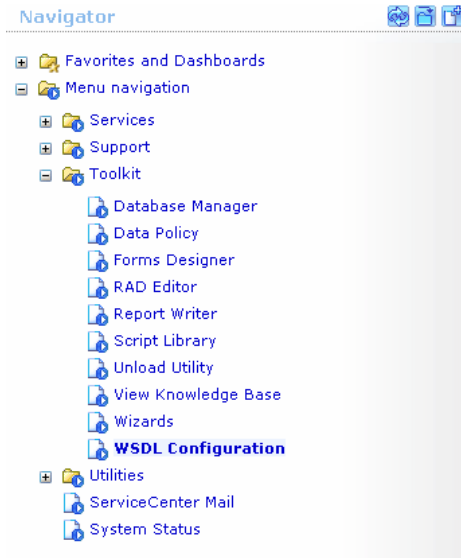 Navigator
Favorites and Dashboards
Menu navigation
Services
Support
Toolkit
Database Manager
Data Policy
Forms Designer
RAD Editor
Report Writer
Script Library
Unload Utility
View Knowledge Base
Wizards
WSDL Configuration
Utilities
ServiceCenter Mail
System Status